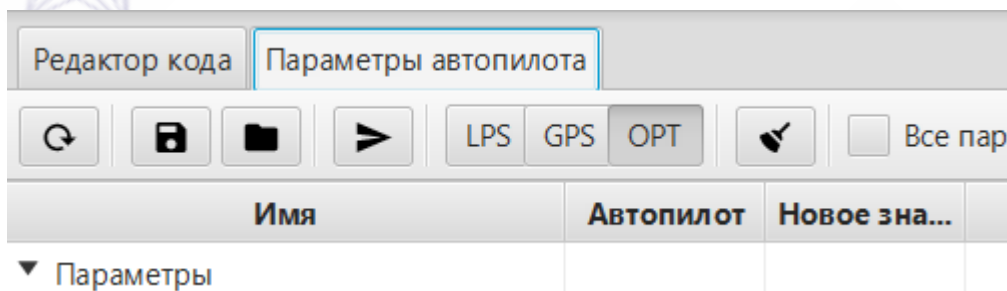 Редактор кода Параметры автопилота
LPS GPS OPT Все пар
Имя Автопилот Новое зна...
Параметры